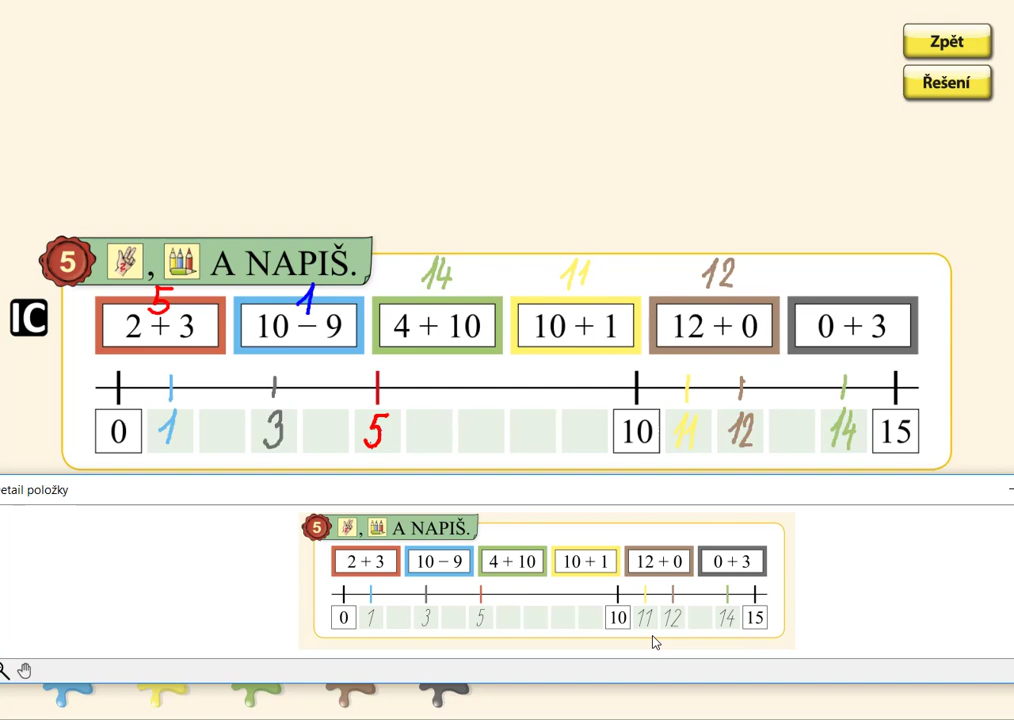 Zpět
Řešení
5 , A NAPIŠ.
14 11 12
5 1
IC
2 + 3 10 − 9 4 + 10 10 + 1 12 + 0 0 + 3
0 1 3 5 10 11 12 14 15
etail položky
5 , A NAPIŠ.
2 + 3 10 − 9 4 + 10 10 + 1 12 + 0 0 + 3
0 1 3 5 10 11 12 14 15